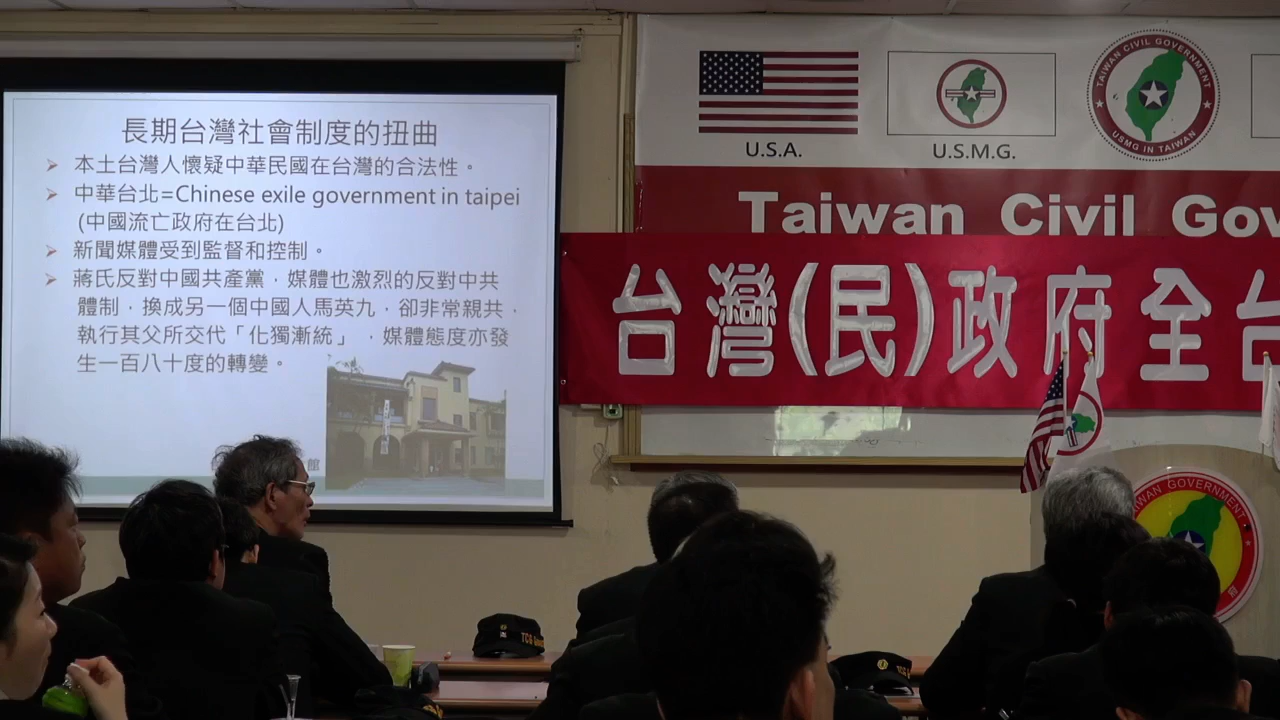 長期台灣社會制度的扭曲
➢ 本土台灣人懷疑中華民國在台灣的合法性。
➢ 中華台北=Chinese exile government in taipei
(中國流亡政府在台北)
➢ 新聞媒體受到監督和控制。
➢ 蔣氏反對中國共產黨，媒體也激烈的反對中共
體制，換成另一個中國人馬英九，卻非常親共，
執行其父所交代「化獨漸統」，媒體態度亦發
生一百八十度的轉變。
館
U.S.A.
U.S.M.G.
TAIWAN CIVIL GOVERNMENT
USMG IN TAIWAN
Taiwan Civil Gov
台灣(民)政府全台
WAN GOVERNMENT
TCG
TCG